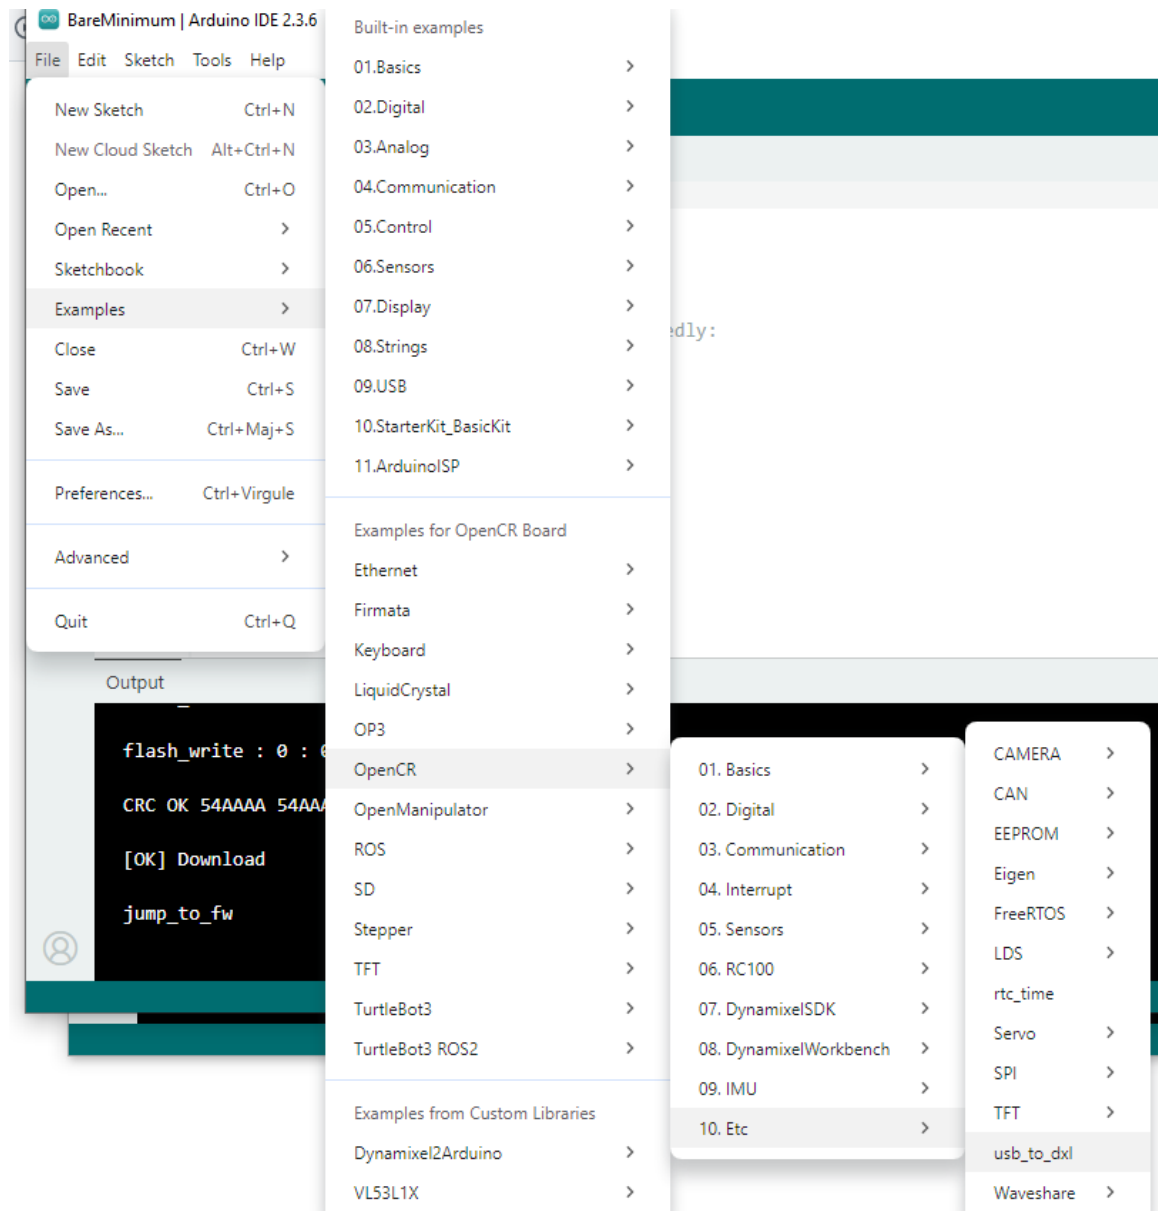 BareMinimum | Arduino IDE 2.3.6
File Edit Sketch Tools Help
New Sketch Ctrl+N
New Cloud Sketch Alt+Ctrl+N
Open... Ctrl+O
Open Recent
Sketchbook
Examples
Close Ctrl+W
Save Ctrl+S
Save As... Ctrl+Maj+S
Preferences... Ctrl+Virgule
Advanced
Quit Ctrl+Q
Built-in examples
01.Basics
02.Digital
03.Analog
04.Communication
05.Control
06.Sensors
07.Display
08.Strings
09.USB
10.StarterKit_BasicKit
11.ArduinoISP
Examples for OpenCR Board
Ethernet
Firmata
Keyboard
LiquidCrystal
OP3
OpenCR
OpenManipulator
ROS
SD
Stepper
TFT
TurtleBot3
TurtleBot3 ROS2
Examples from Custom Libraries
Dynamixel2Arduino
VL53L1X
01. Basics
02. Digital
03. Communication
04. Interrupt
05. Sensors
06. RC100
07. DynamixelSDK
08. DynamixelWorkbench
09. IMU
10. Etc
CAMERA
CAN
EEPROM
Eigen
FreeRTOS
LDS
rtc_time
Servo
SPI
TFT
usb_to_dxl
Waveshare
edly:
Output
flash_write : 0 : 0
CRC OK 54AAAA 54AAA
[OK] Download
jump_to_fw